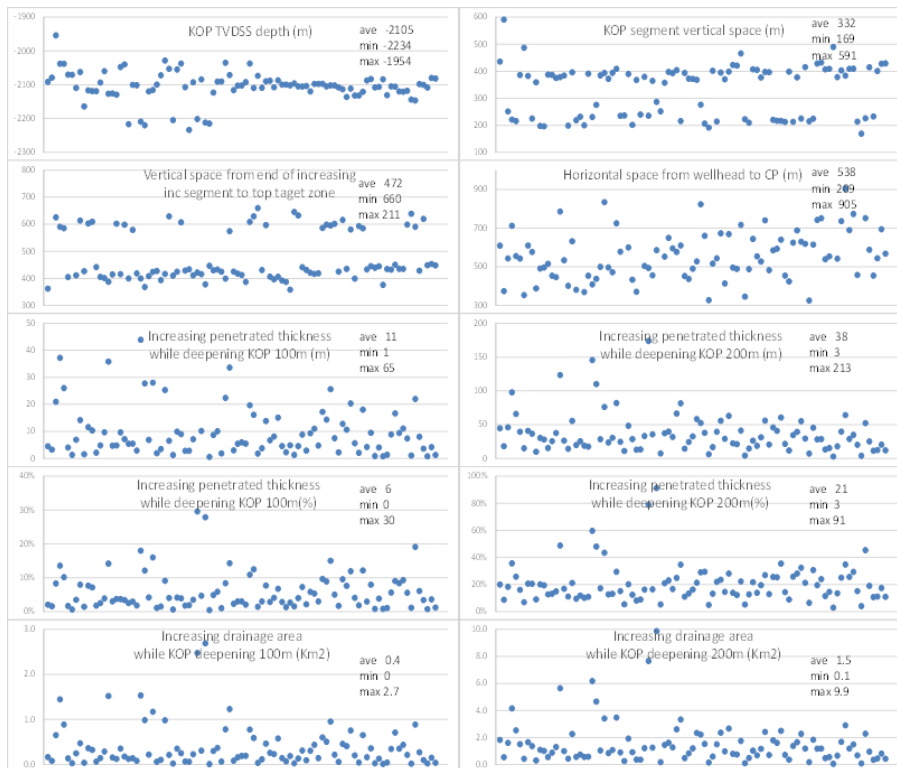 KOP TVDSS depth (m)
ave -2105
min -2234
max -1954
-1900
-2000
-2100
-2200
-2300
KOP segment vertical space (m)
ave 332
min 169
max 591
600
500
400
300
200
100
Vertical space from end of increasing
inc segment to top taget zone
ave 472
min 660
max 211
800
700
600
500
400
300
Horizontal space from wellhead to CP (m)
ave 538
max 905
900
700
500
300
Increasing penetrated thickness
while deepening KOP 100m (m)
ave 11
min 1
max 65
50
40
30
20
10
0
Increasing penetrated thickness
while deepening KOP 200m (m)
ave 38
min 3
max 213
200
150
100
50
0
Increasing penetrated thickness
while deepening KOP 100m(%)
ave 6
min 0
max 30
40%
30%
20%
10%
0%
Increasing penetrated thickness
while deepening KOP 200m(%)
ave 21
min 3
max 91
100%
80%
60%
40%
20%
0%
Increasing drainage area
while KOP deepening 100m (Km2)
ave 0.4
min 0
max 2.7
3.0
2.0
1.0
0.0
Increasing drainage area
while KOP deepening 200m (Km2)
ave 1.5
min 0.1
max 9.9
10.0
8.0
6.0
4.0
2.0
0.0